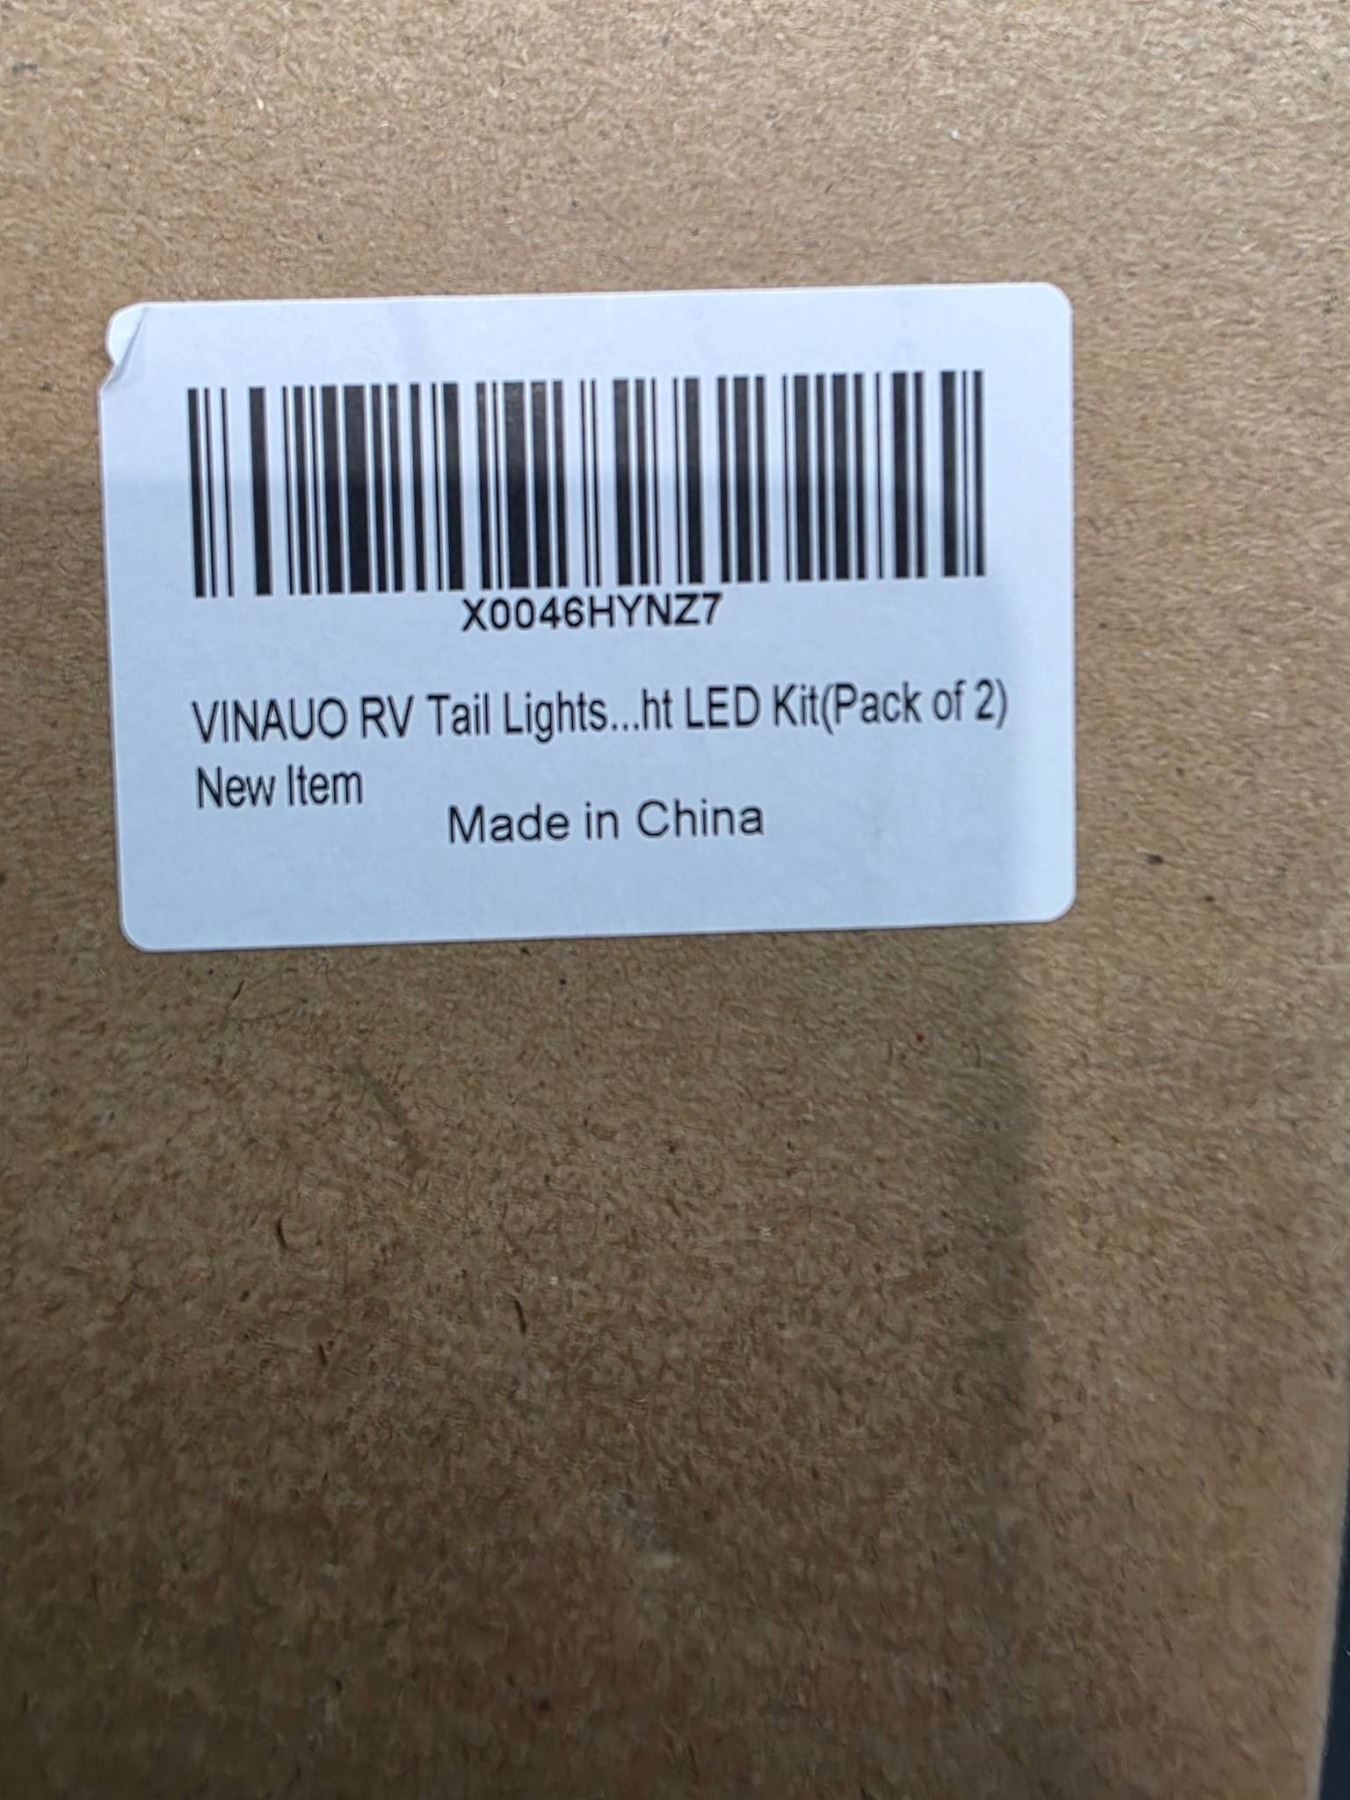 X0046HYNZ7
VINAUO RV Tail Lights...ht LED Kit(Pack of 2)
New Item
Made in China